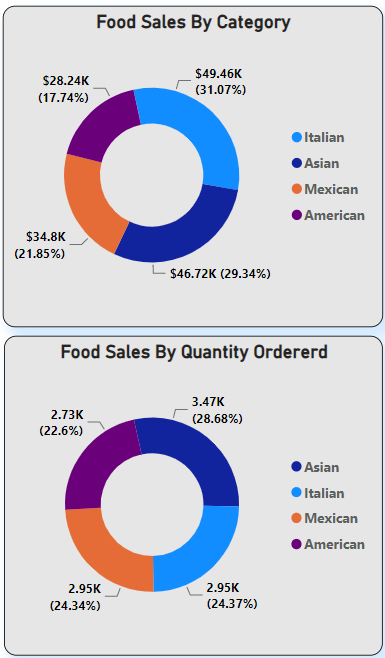 Food Sales By Category
$28.24K
(17.74%)
$49.46K
(31.07%)
Italian
Asian
Mexican
American
$34.8K
(21.85%)
$46.72K (29.34%)
Food Sales By Quantity Ordererd
2.73K
(22.6%)
3.47K
(28.68%)
Asian
Italian
Mexican
American
2.95K
(24.34%)
2.95K
(24.37%)